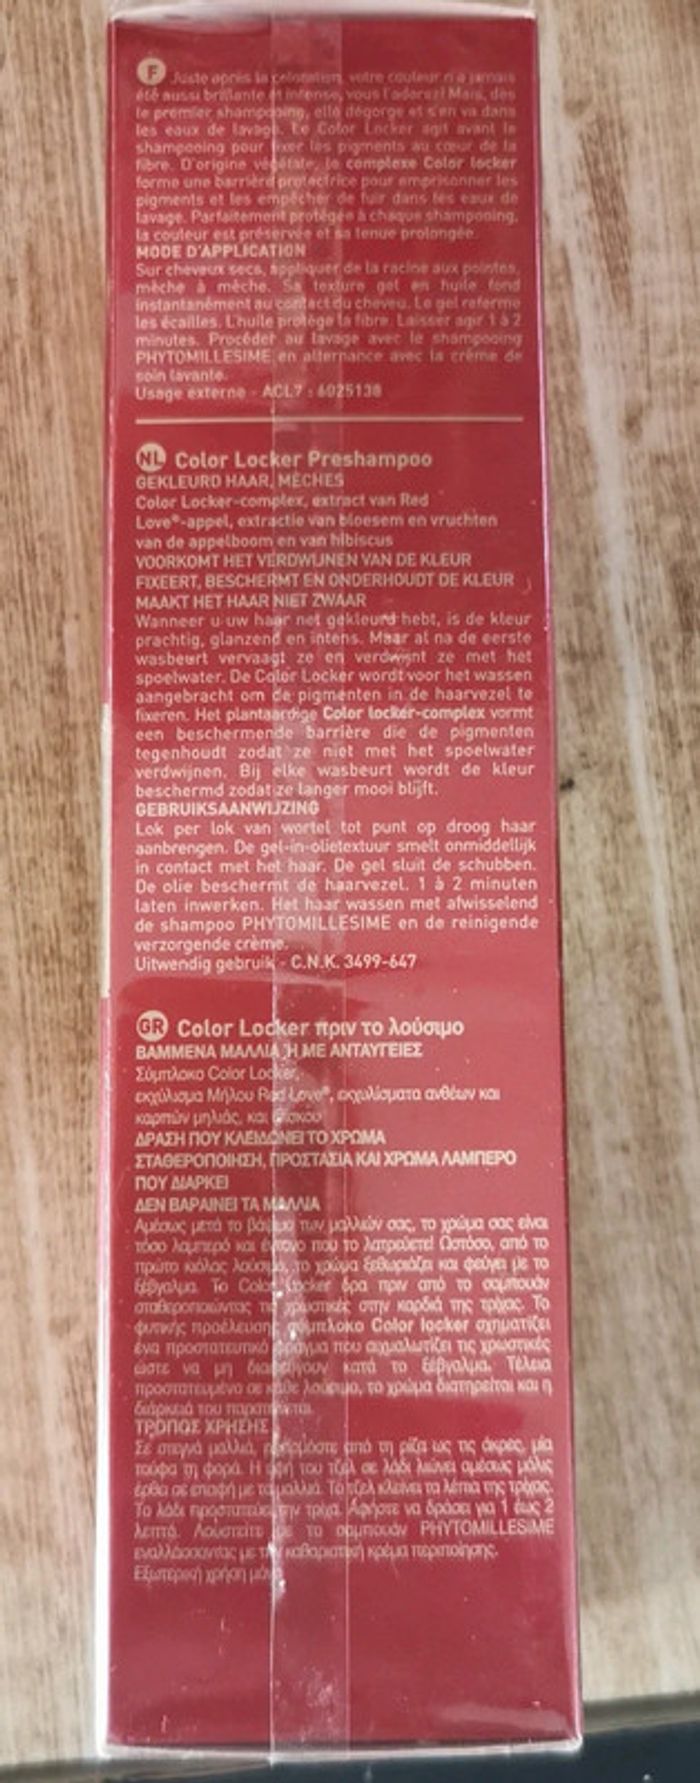 F Juste après la coloration, votre couleur n'a jamais
été aussi brillante et intense, vous l'adorez! Mais, dès
le premier shampooing, elle dégorge et s'en va dans
les eaux de lavage. Le Color Locker agit avant le
shampooing pour fixer les pigments au cœur de la
fibre. D'origine végétale, le complexe Color locker
forme une barrière protectrice pour emprisonner les
pigments et les empêcher de fuir dans les eaux de
lavage. Parfaitement protégée à chaque shampooing,
la couleur est préservée et sa tenue prolongée.
MODE D'APPLICATION
Sur cheveux secs, appliquer de la racine aux pointes,
mèche à mèche. Sa texture gel en huile fond
instantanément au contact du cheveu. Le gel referme
les écailles. L'huile protège la fibre. Laisser agir 1 à 2
minutes. Procéder au lavage avec le shampooing
PHYTOMILLESIME en alternance avec la crème de
soin lavante.
Usage externe - ACL7 : 6025138
NL Color Locker Preshampoo
GEKLEURD HAAR, MÈCHES
Color Locker-complex, extract van Red
Love®-appel, extractie van bloesem en vruchten
van de appelboom en van hibiscus
VOORKOMT HET VERDWIJNEN VAN DE KLEUR
FIXEERT, BESCHERMT EN ONDERHOUDT DE KLEUR
MAAKT HET HAAR NIET ZWAAR
Wanneer u uw haar net gekleurd hebt, is de kleur
prachtig, glanzend en intens. Maar al na de eerste
wasbeurt vervaagt ze en verdwijnt ze met het
spoelwater. De Color Locker wordt voor het wassen
aangebracht om de pigmenten in de haarvezel te
fixeren. Het plantaardige Color locker-complex vormt
een beschermende barrière die de pigmenten
tegenhoudt zodat ze niet met het spoelwater
verdwijnen. Bij elke wasbeurt wordt de kleur
beschermd zodat ze langer mooi blijft.
GEBRUIKSAANWIJZING
Lok per lok van wortel tot punt op droog haar
aanbrengen. De gel-in-olietextuur smelt onmiddellijk
in contact met het haar. De gel sluit de schubben.
De olie beschermt de haarvezel. 1 à 2 minuten
laten inwerken. Het haar wassen met afwisselend
de shampoo PHYTOMILLESIME en de reinigende
verzorgende crème.
Uitwendig gebruik - C.N.K. 3499-647
GR Color Locker πριν το λούσιμο
ΒΑΜΜΕΝΑ ΜΑΛΛΙΑ Ή ΜΕ ΑΝΤΑΥΓΕΙΕΣ
Σύμπλοκο Color Locker,
εκχύλισμα Μήλου Red Love®, εκχυλίσματα ανθέων και
καρπών μηλιάς, και ιβίσκου
ΔΡΑΣΗ ΠΟΥ ΚΛΕΙΔΩΝΕΙ ΤΟ ΧΡΩΜΑ
ΣΤΑΘΕΡΟΠΟΙΗΣΗ, ΠΡΟΣΤΑΣΙΑ ΚΑΙ ΧΡΩΜΑ ΛΑΜΠΕΡΟ
ΠΟΥ ΔΙΑΡΚΕΙ
ΔΕΝ ΒΑΡΑΙΝΕΙ ΤΑ ΜΑΛΛΙΑ
Αμέσως μετά το βάψιμο των μαλλιών σας, το χρώμα σας είναι
τόσο λαμπερό και έντονο που το λατρεύετε! Ωστόσο, από το
πρώτο κιόλας λούσιμο, το χρώμα ξεθωριάζει και φεύγει με το
ξέβγαλμα. Το Color Locker δρα πριν από το σαμπουάν
σταθεροποιώντας τις χρωστικές στην καρδιά της τρίχας. Το
φυτικής προέλευσης σύμπλοκο Color locker σχηματίζει
ένα προστατευτικό φράγμα που αιχμαλωτίζει τις χρωστικές
ώστε να μη διαφεύγουν κατά το ξέβγαλμα. Τέλεια
προστατευμένο σε κάθε λούσιμο, το χρώμα διατηρείται και η
διάρκειά του παρατείνεται.
ΤΡΟΠΟΣ ΧΡΗΣΗΣ
Σε στεγνά μαλλιά, εφαρμόστε από τη ρίζα ως τις άκρες, μία
τούφα τη φορά. Η υφή του τζελ σε λάδι λιώνει αμέσως μόλις
έρθει σε επαφή με τα μαλλιά. Το τζελ κλείνει τα λέπια της τρίχας.
Το λάδι προστατεύει την τρίχα. Αφήστε να δράσει για 1 έως 2
λεπτά. Λουστείτε με το σαμπουάν PHYTOMILLESIME
εναλλάσσοντας με την καθαριστική κρέμα περιποίησης.
Εξωτερική χρήση μόνο